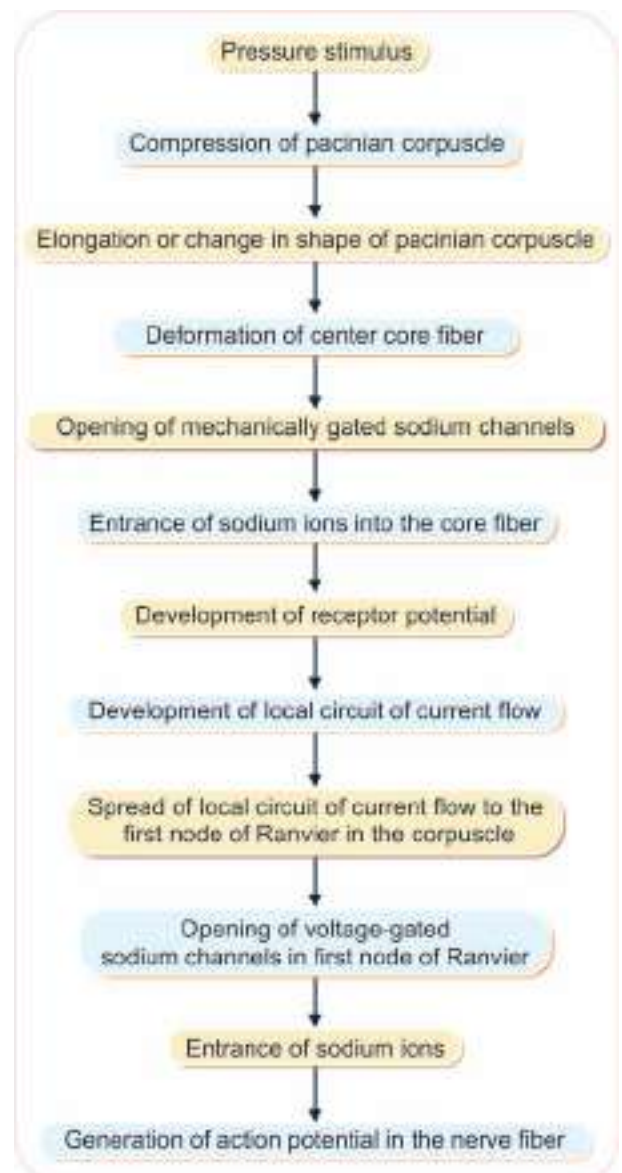 Pressure stimulus
Compression of pacinian corpuscle
Elongation or change in shape of pacinian corpuscle
Deformation of center core fiber
Opening of mechanically gated sodium channels
Entrance of sodium ions into the core fiber
Development of receptor potential
Development of local circuit of current flow
Spread of local circuit of current flow to the
first node of Ranvier in the corpuscle
Opening of voltage-gated
sodium channels in first node of Ranvier
Entrance of sodium ions
Generation of action potential in the nerve fiber